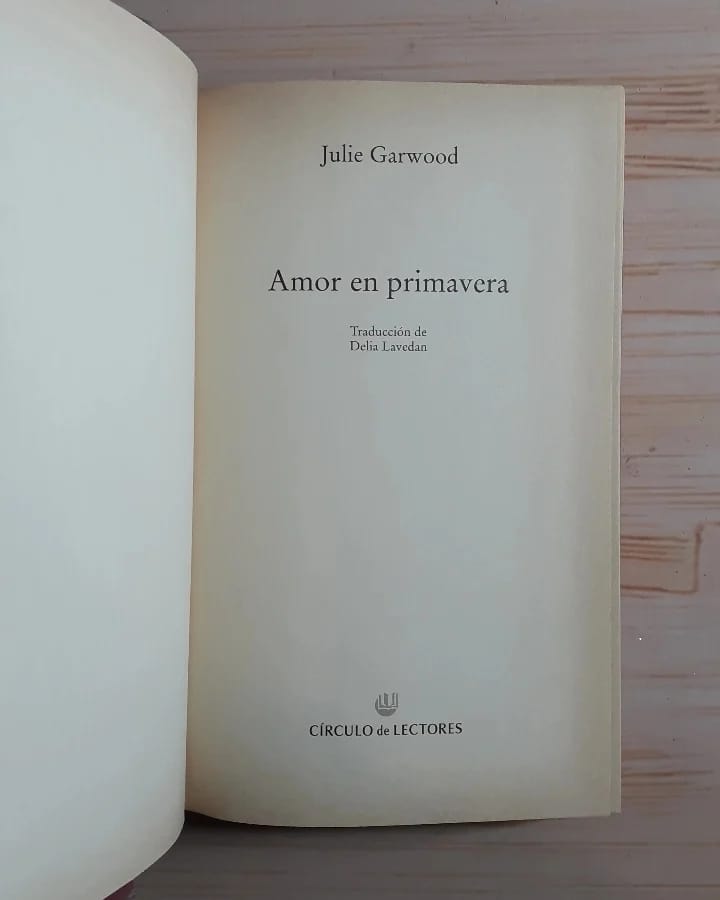 Julie Garwood
Amor en primavera
Traducción de
Delia Lavedan
CÍRCULO de LECTORES